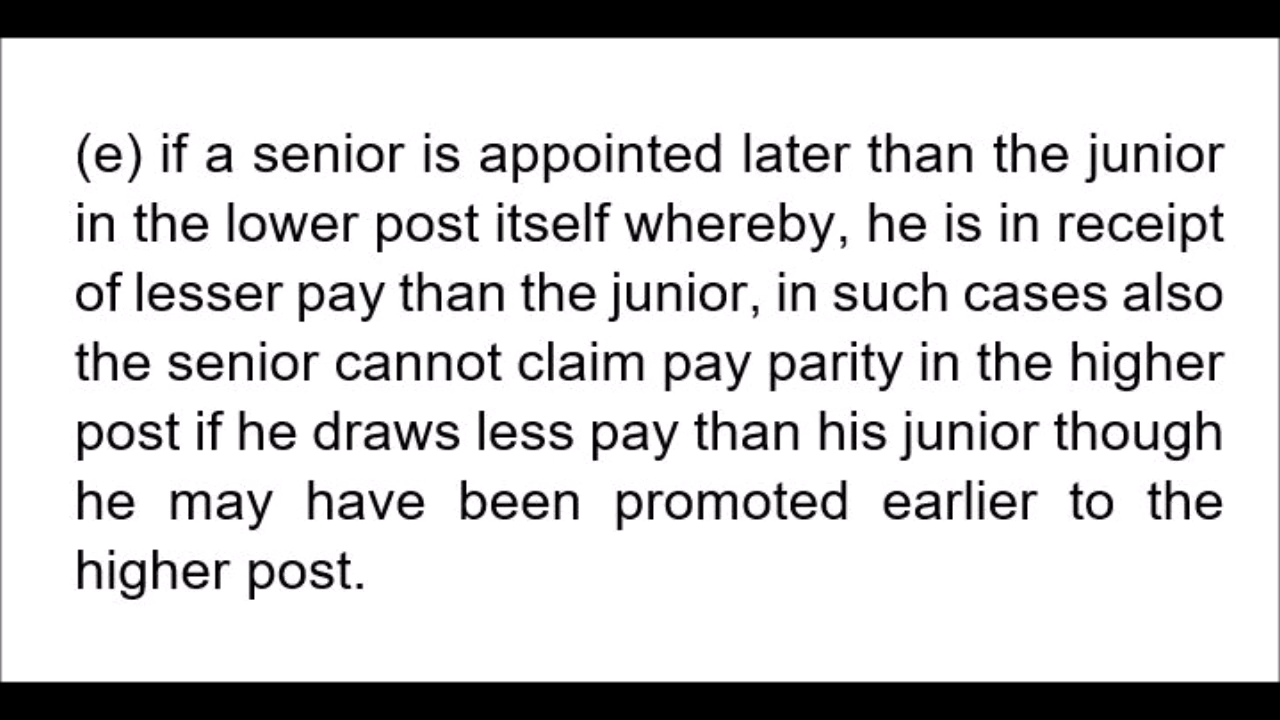 (e) if a senior is appointed later than the junior
in the lower post itself whereby, he is in receipt
of lesser pay than the junior, in such cases also
the senior cannot claim pay parity in the higher
post if he draws less pay than his junior though
he may have been promoted earlier to the
higher post.